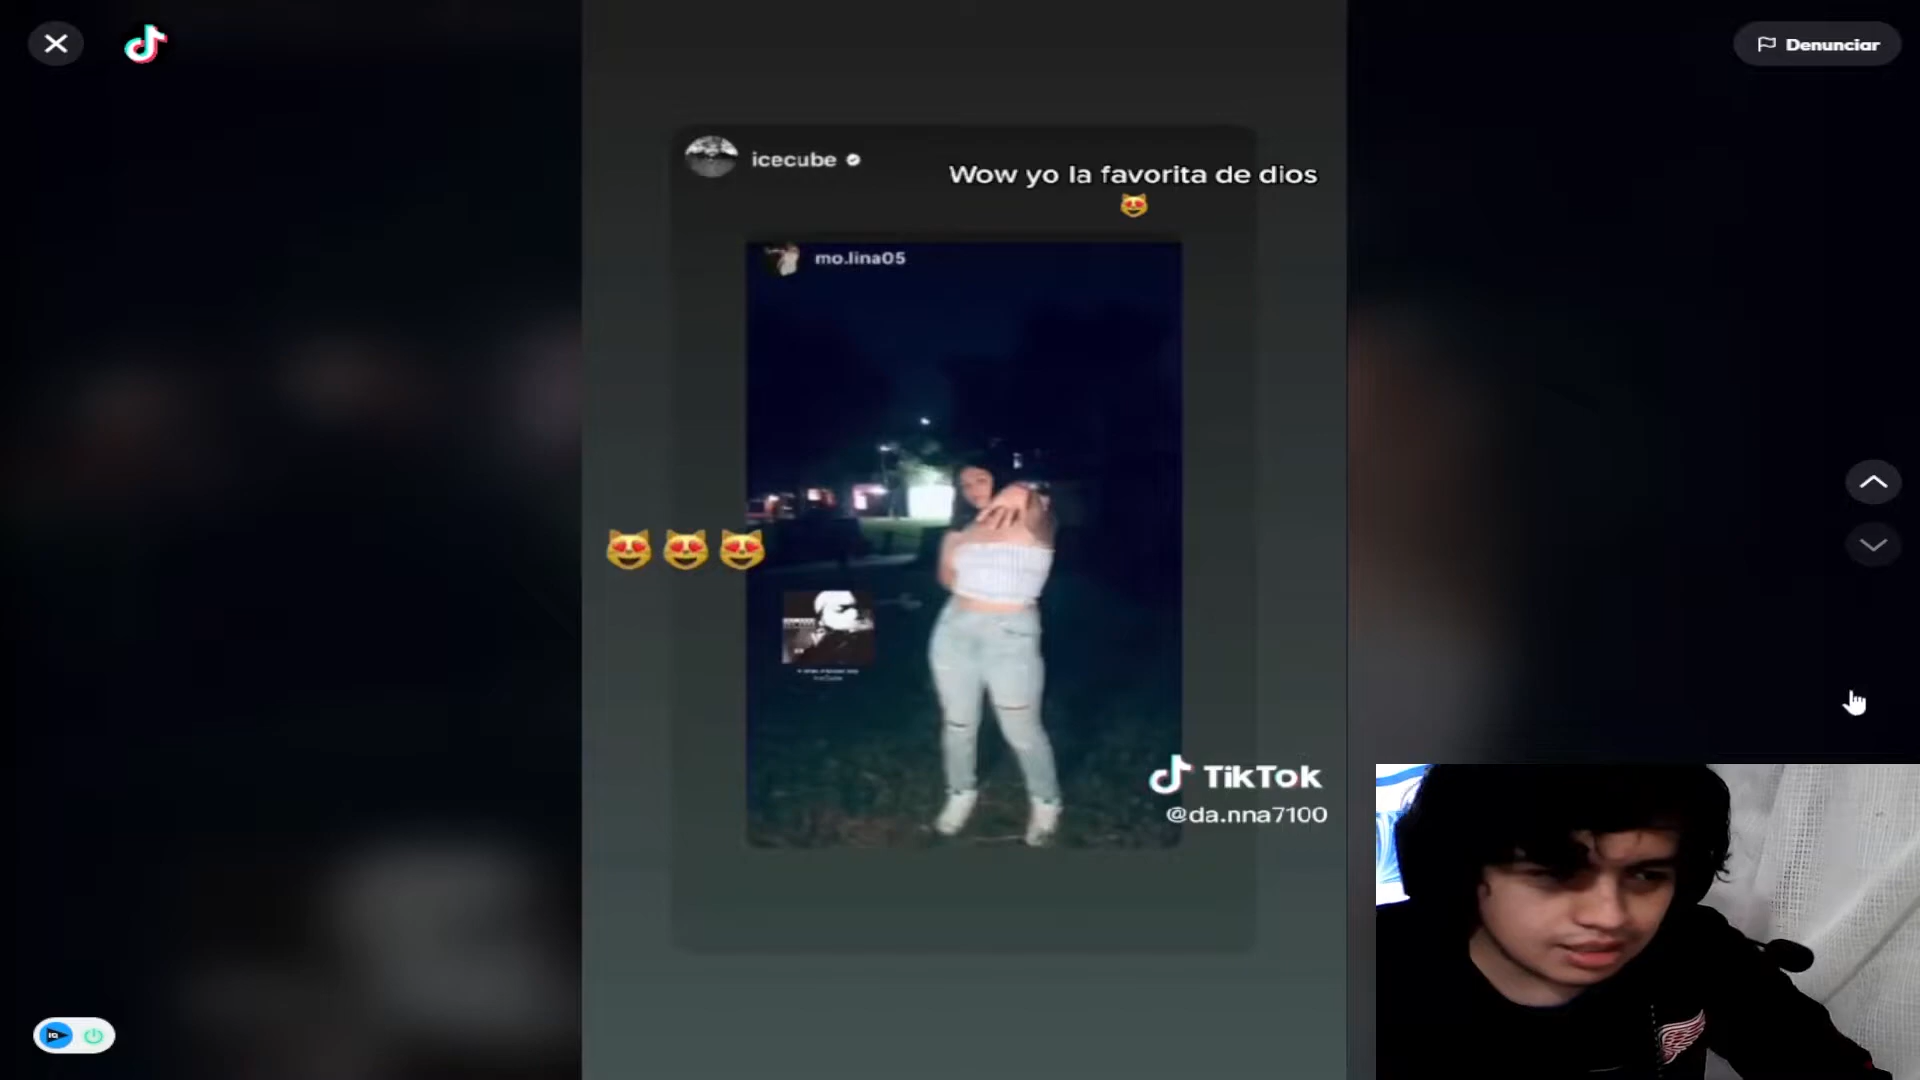 Denunciar
icecube
Wow yo la favorita de dios
mo.lina05
TikTok
@da.nna7100